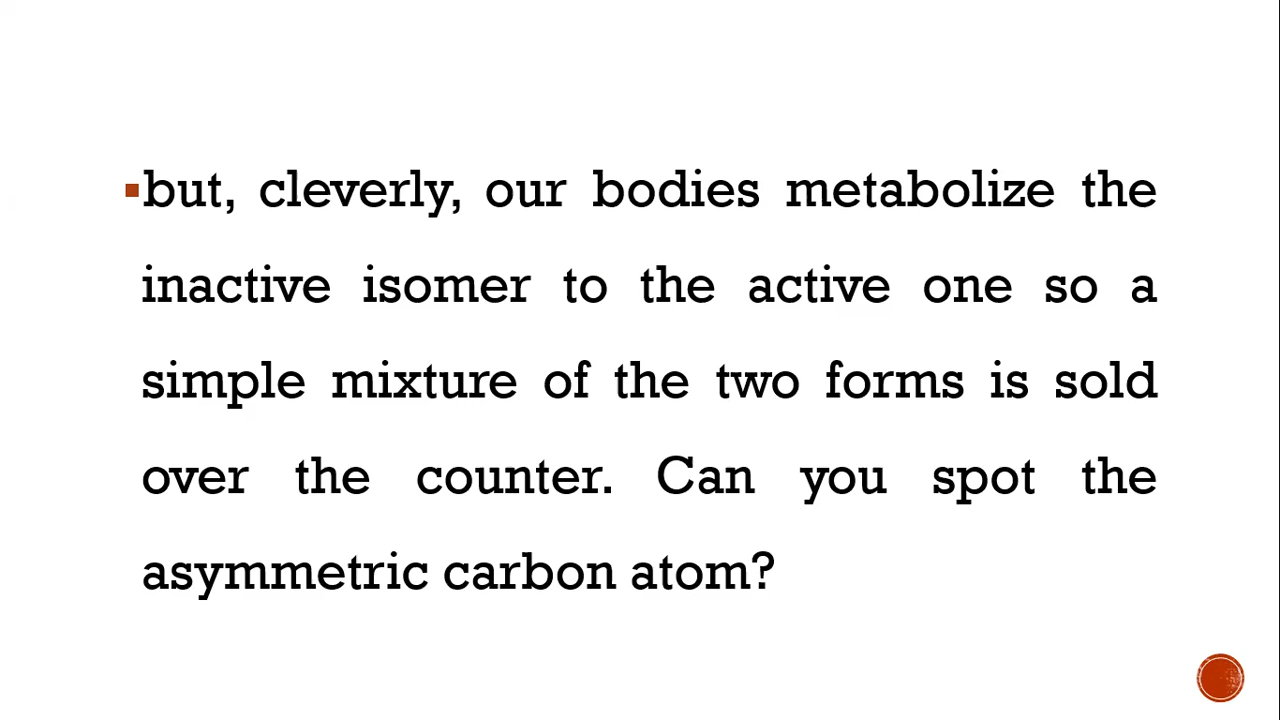 but, cleverly, our bodies metabolize the
inactive isomer to the active one so a
simple mixture of the two forms is sold
over the counter. Can you spot the
asymmetric carbon atom?